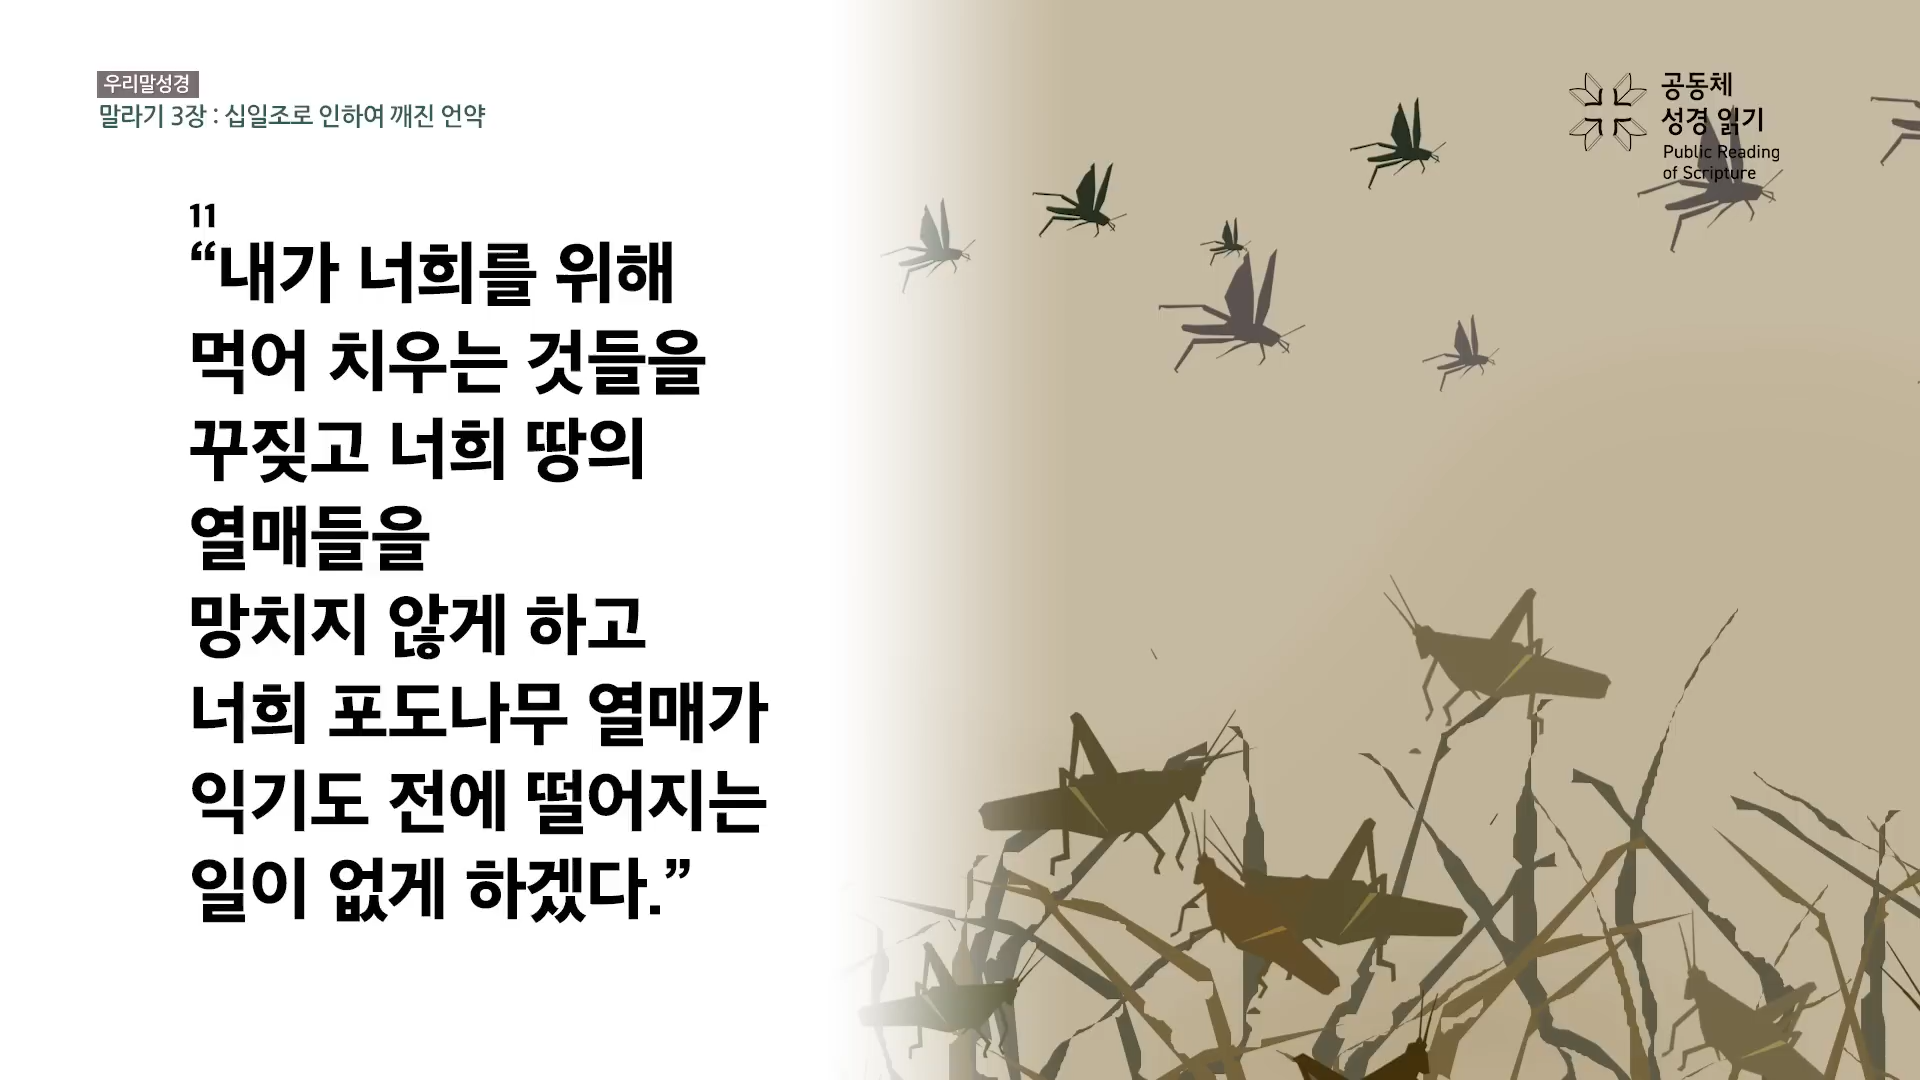 우리말성경
말라기 3장 : 십일조로 인하여 깨진 언약
공동체
성경 읽기
Public Reading
of Scripture
11
“내가 너희를 위해
먹어 치우는 것들을
꾸짖고 너희 땅의
열매들을
망치지 않게 하고
너희 포도나무 열매가
익기도 전에 떨어지는
일이 없게 하겠다.”